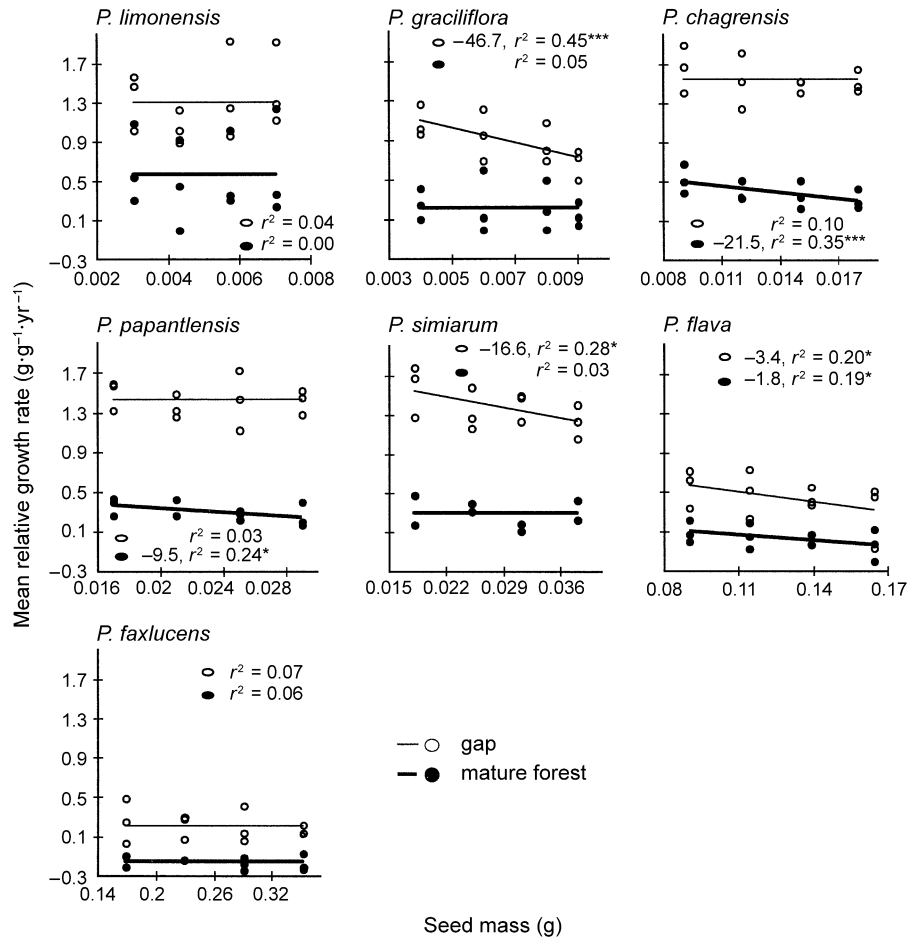 P. limonensis
1.7
1.3
0.9
0.5
0.1
–0.3
r² = 0.04
r² = 0.00
0.002
0.004
0.006
0.008
P. graciliflora
–46.7, r² = 0.45***
r² = 0.05
0.003
0.005
0.007
0.009
P. chagrensis
r² = 0.10
–21.5, r² = 0.35***
0.008
0.011
0.014
0.017
Mean relative growth rate (g·g⁻¹·yr⁻¹)
P. papantlensis
1.7
1.3
0.9
0.5
0.1
–0.3
r² = 0.03
–9.5, r² = 0.24*
0.016
0.02
0.024
0.028
P. simiarum
–16.6, r² = 0.28*
r² = 0.03
0.015
0.022
0.029
0.036
P. flava
–3.4, r² = 0.20*
–1.8, r² = 0.19*
0.08
0.11
0.14
0.17
P. faxlucens
1.7
1.3
0.9
0.5
0.1
–0.3
r² = 0.07
r² = 0.06
0.14
0.2
0.26
0.32
gap
mature forest
Seed mass (g)